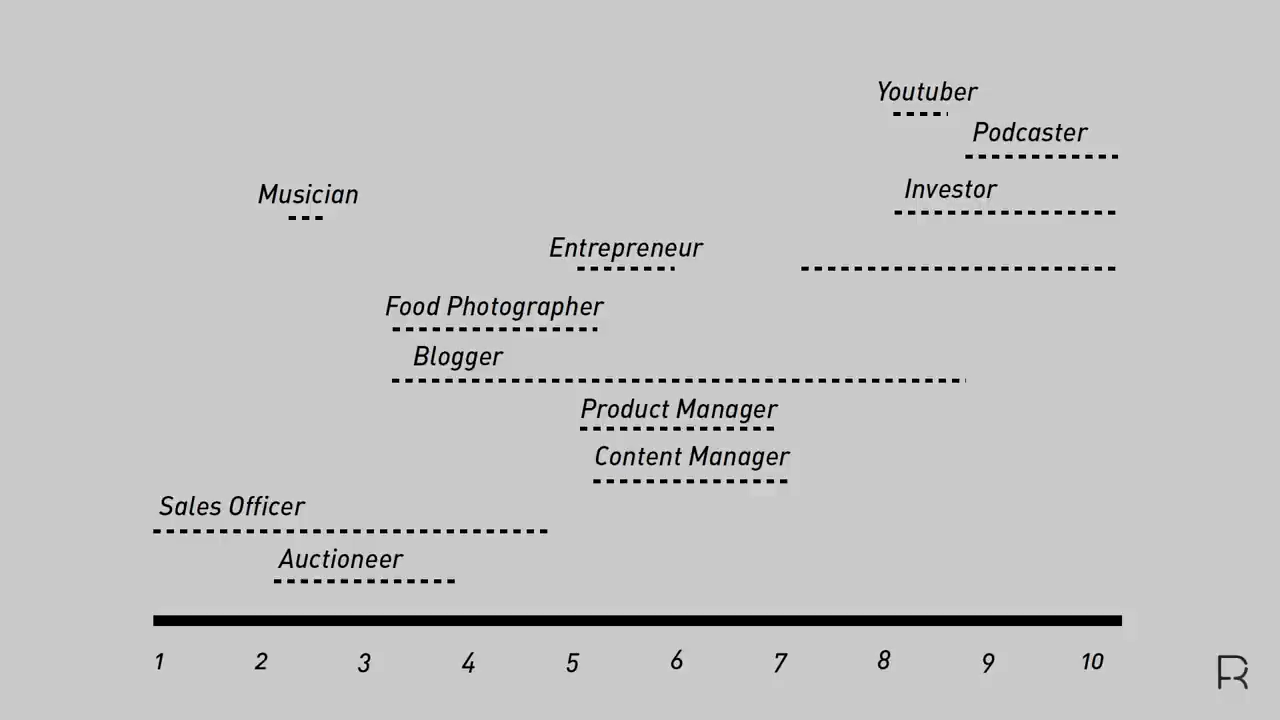 Youtuber
Podcaster
Investor
Musician
Entrepreneur
Food Photographer
Blogger
Product Manager
Content Manager
Sales Officer
Auctioneer
1 2 3 4 5 6 7 8 9 10